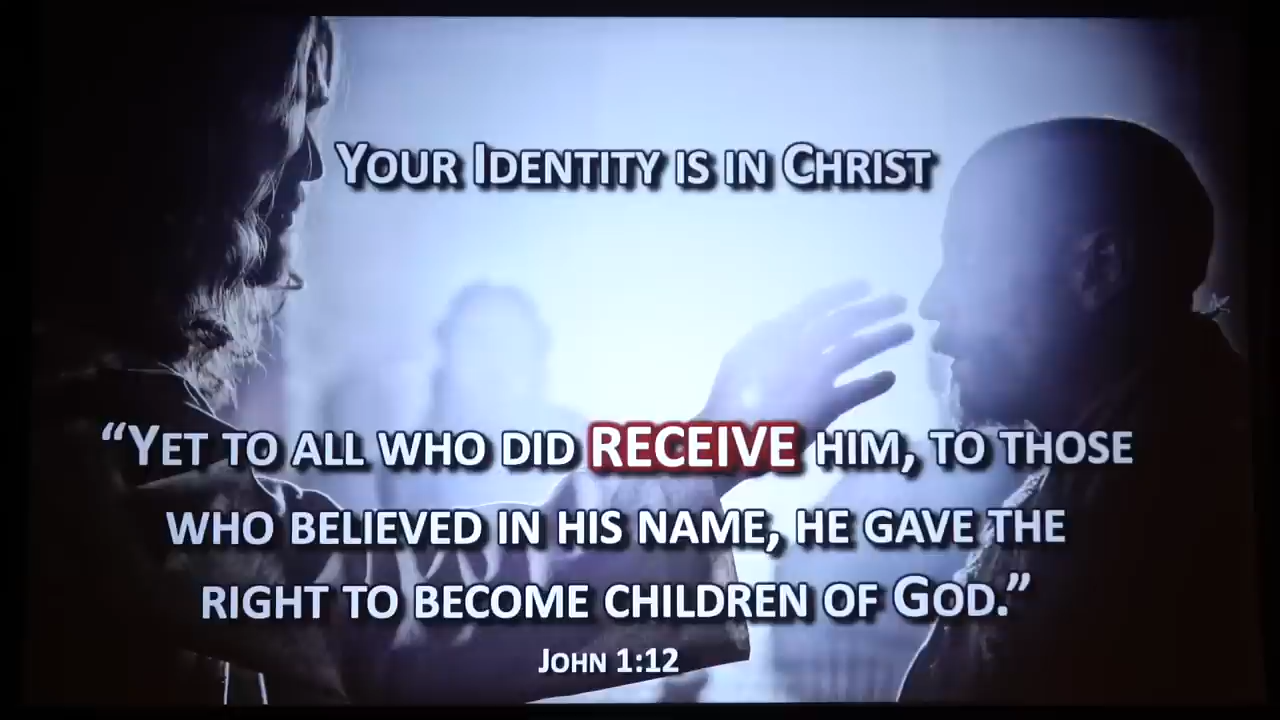 Your Identity is in Christ
“Yet to all who did receive him, to those
who believed in his name, he gave the
right to become children of God.”
John 1:12